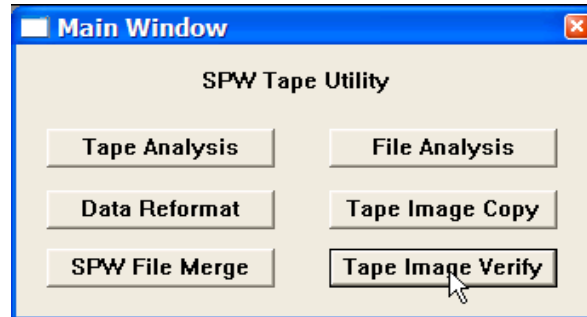 Main Window
SPW Tape Utility
Tape Analysis
File Analysis
Data Reformat
Tape Image Copy
SPW File Merge
Tape Image Verify